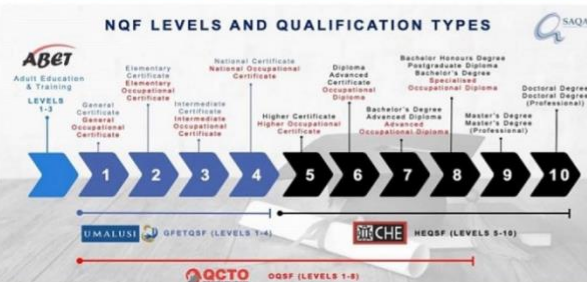 NQF LEVELS AND QUALIFICATION TYPES
SAQA
ABET
Adult Education
& Training
LEVELS
1-3
General
Certificate
General
Occupational
Certificate
Elementary
Certificate
Elementary
Occupational
Certificate
Intermediate
Certificate
Intermediate
Occupational
Certificate
National Certificate
National Occupational
Certificate
Higher Certificate
Higher Occupational
Certificate
Diploma
Advanced
Certificate
Occupational
Diploma
Bachelor's Degree
Advanced Diploma
Advanced
Occupational Diploma
Bachelor Honours Degree
Postgraduate Diploma
Bachelor's Degree
Specialised
Occupational Diploma
Master's Degree
Master's Degree
(Professional)
Doctoral Degree
Doctoral Degree
(Professional)
1 2 3 4 5 6 7 8 9 10
UMALUSI GFETQSF (LEVELS 1-4)
CHE HEQSF (LEVELS 5-10)
QCTO OQSF (LEVELS 1-8)